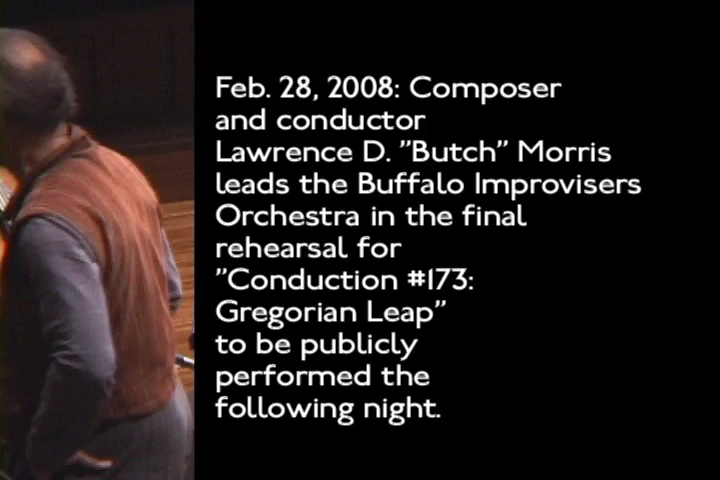 Feb. 28, 2008: Composer
and conductor
Lawrence D. "Butch" Morris
leads the Buffalo Improvisers
Orchestra in the final
rehearsal for
"Conduction #173:
Gregorian Leap"
to be publicly
performed the
following night.